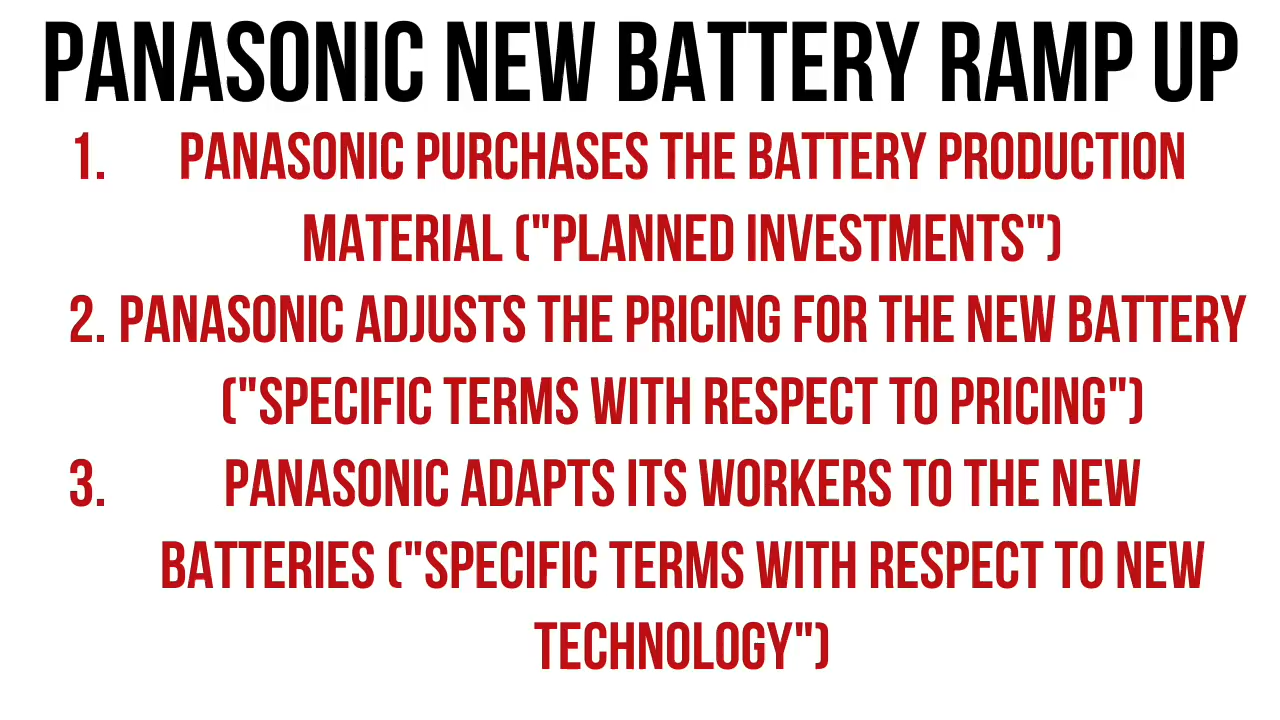 PANASONIC NEW BATTERY RAMP UP
1. PANASONIC PURCHASES THE BATTERY PRODUCTION
MATERIAL ("PLANNED INVESTMENTS")
2. PANASONIC ADJUSTS THE PRICING FOR THE NEW BATTERY
("SPECIFIC TERMS WITH RESPECT TO PRICING")
3. PANASONIC ADAPTS ITS WORKERS TO THE NEW
BATTERIES ("SPECIFIC TERMS WITH RESPECT TO NEW
TECHNOLOGY")